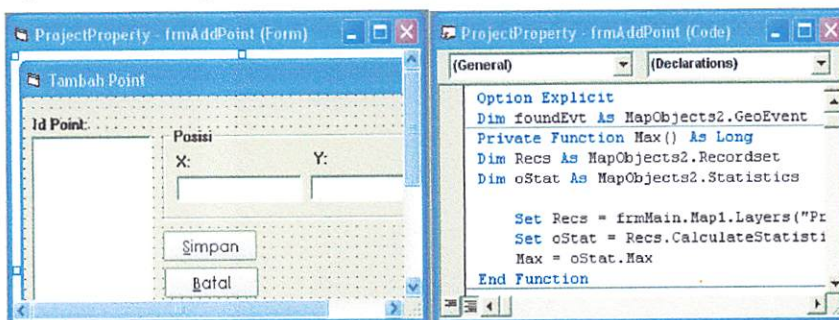 ProjectProperty - frmAddPoint (Form)
Tambah Point
Id Point:
Posisi
X:
Y:
Simpan
Batal
ProjectProperty - frmAddPoint (Code)
(General)
(Declarations)
Option Explicit
Dim foundEvt As MapObjects2.GeoEvent
Private Function Max() As Long
Dim Recs As MapObjects2.Recordset
Dim oStat As MapObjects2.Statistics
Set Recs = frmMain.Map1.Layers("Pr
Set oStat = Recs.CalculateStatisti
Max = oStat.Max
End Function